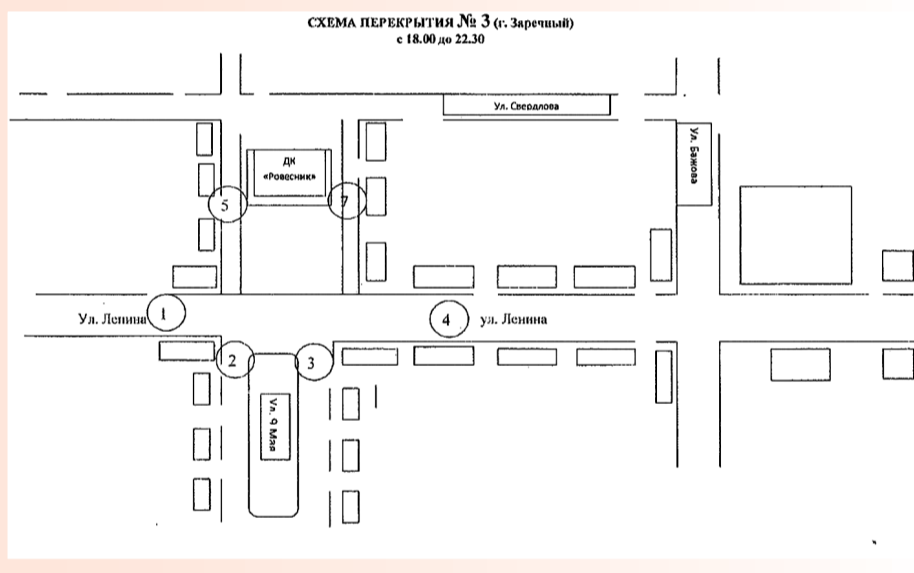 СХЕМА ПЕРЕКРЫТИЯ № 3 (г. Заречный)
с 18.00 до 22.30
Ул. Свердлова
Ул. Бажова
ДК
«Ровесник»
5
7
Ул. Ленина
1
4
ул. Ленина
2
3
Ул. 9 Мая